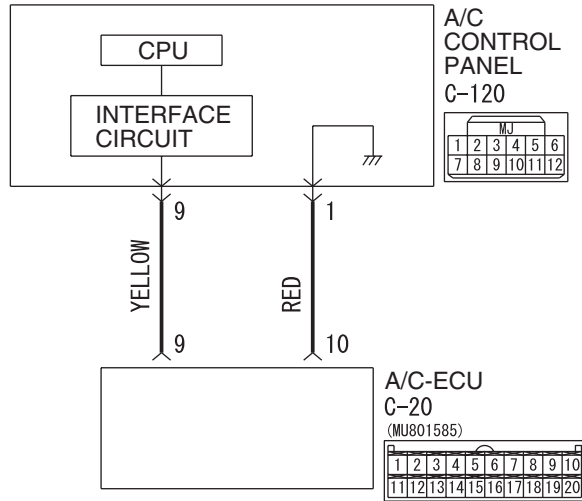 A/C
CONTROL
PANEL
C-120
MJ
1 2 3 4 5 6
7 8 9 10 11 12
CPU
INTERFACE
CIRCUIT
9
1
YELLOW
RED
9
10
A/C-ECU
C-20
(MU801585)
1 2 3 4 5 6 7 8 9 10
11 12 13 14 15 16 17 18 19 20